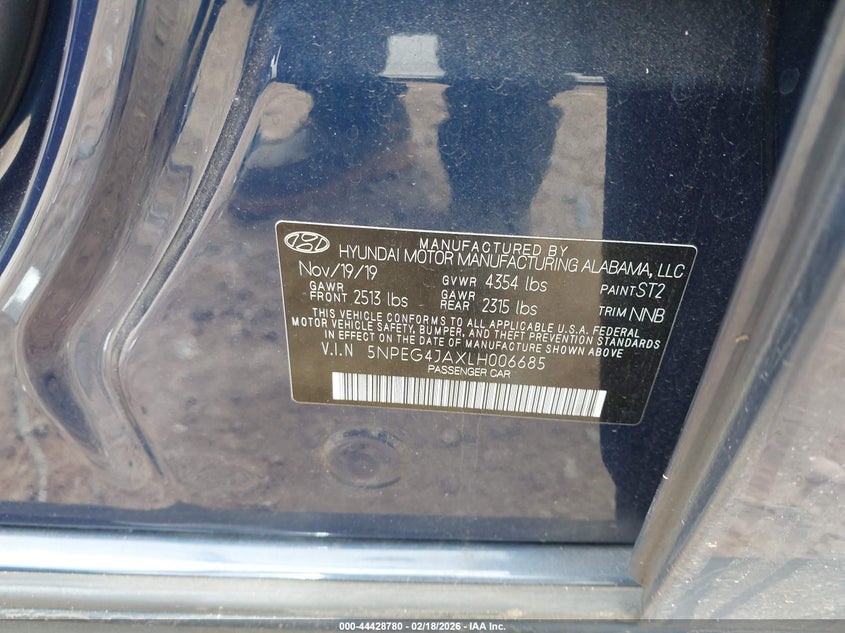 MANUFACTURED BY
HYUNDAI MOTOR MANUFACTURING ALABAMA, LLC
Nov/19/19 GVWR 4354 lbs PAINT ST2
GAWR FRONT 2513 lbs GAWR REAR 2315 lbs TRIM NNB
THIS VEHICLE CONFORMS TO ALL APPLICABLE U.S.A. FEDERAL
MOTOR VEHICLE SAFETY, BUMPER, AND THEFT PREVENTION STANDARDS
IN EFFECT ON THE DATE OF MANUFACTURE SHOWN ABOVE.
V.I.N 5NPEG4JAXLH006685
PASSENGER CAR
000-44428780 - 02/18/2026 - IAA Inc.